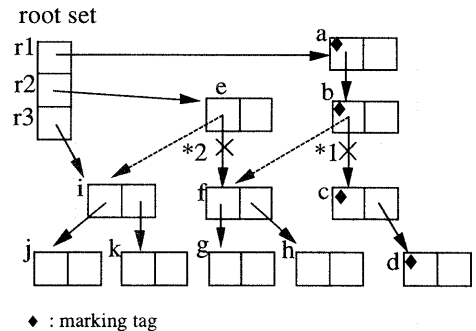 root set
a
r1
r2
e
b
r3
*2
*1
i
f
c
j
k
g
h
d
♦ : marking tag